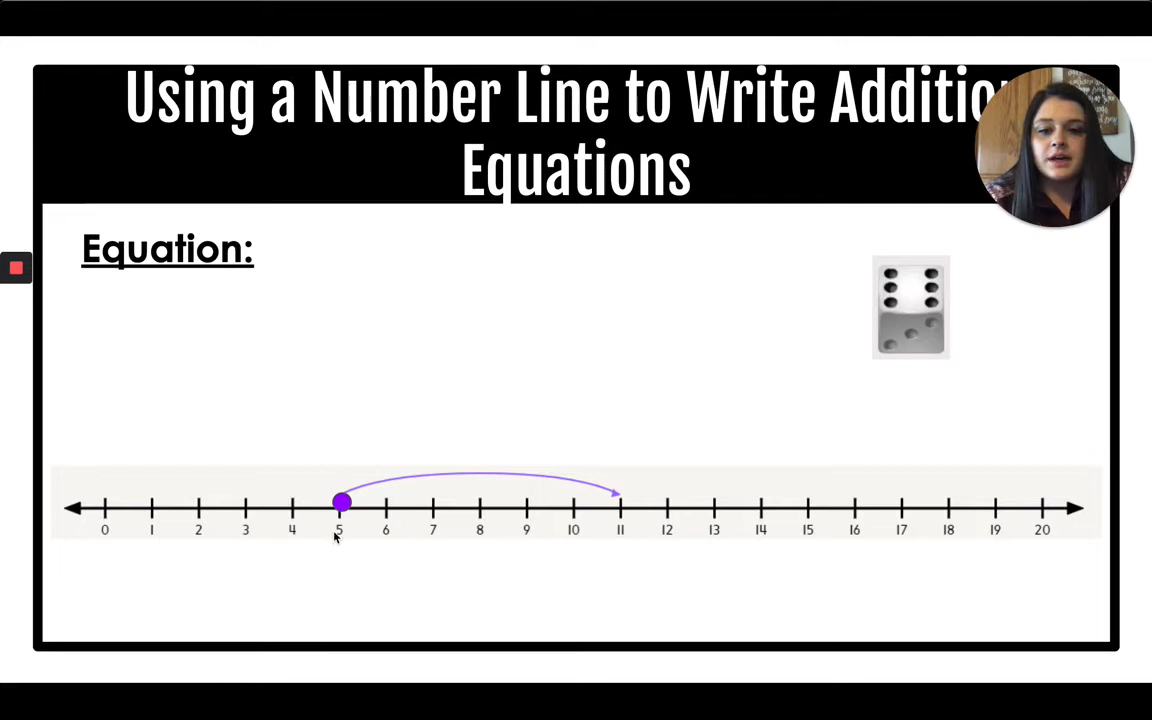 Using a Number Line to Write Addition
Equations
Equation:
0 1 2 3 4 5 6 7 8 9 10 11 12 13 14 15 16 17 18 19 20